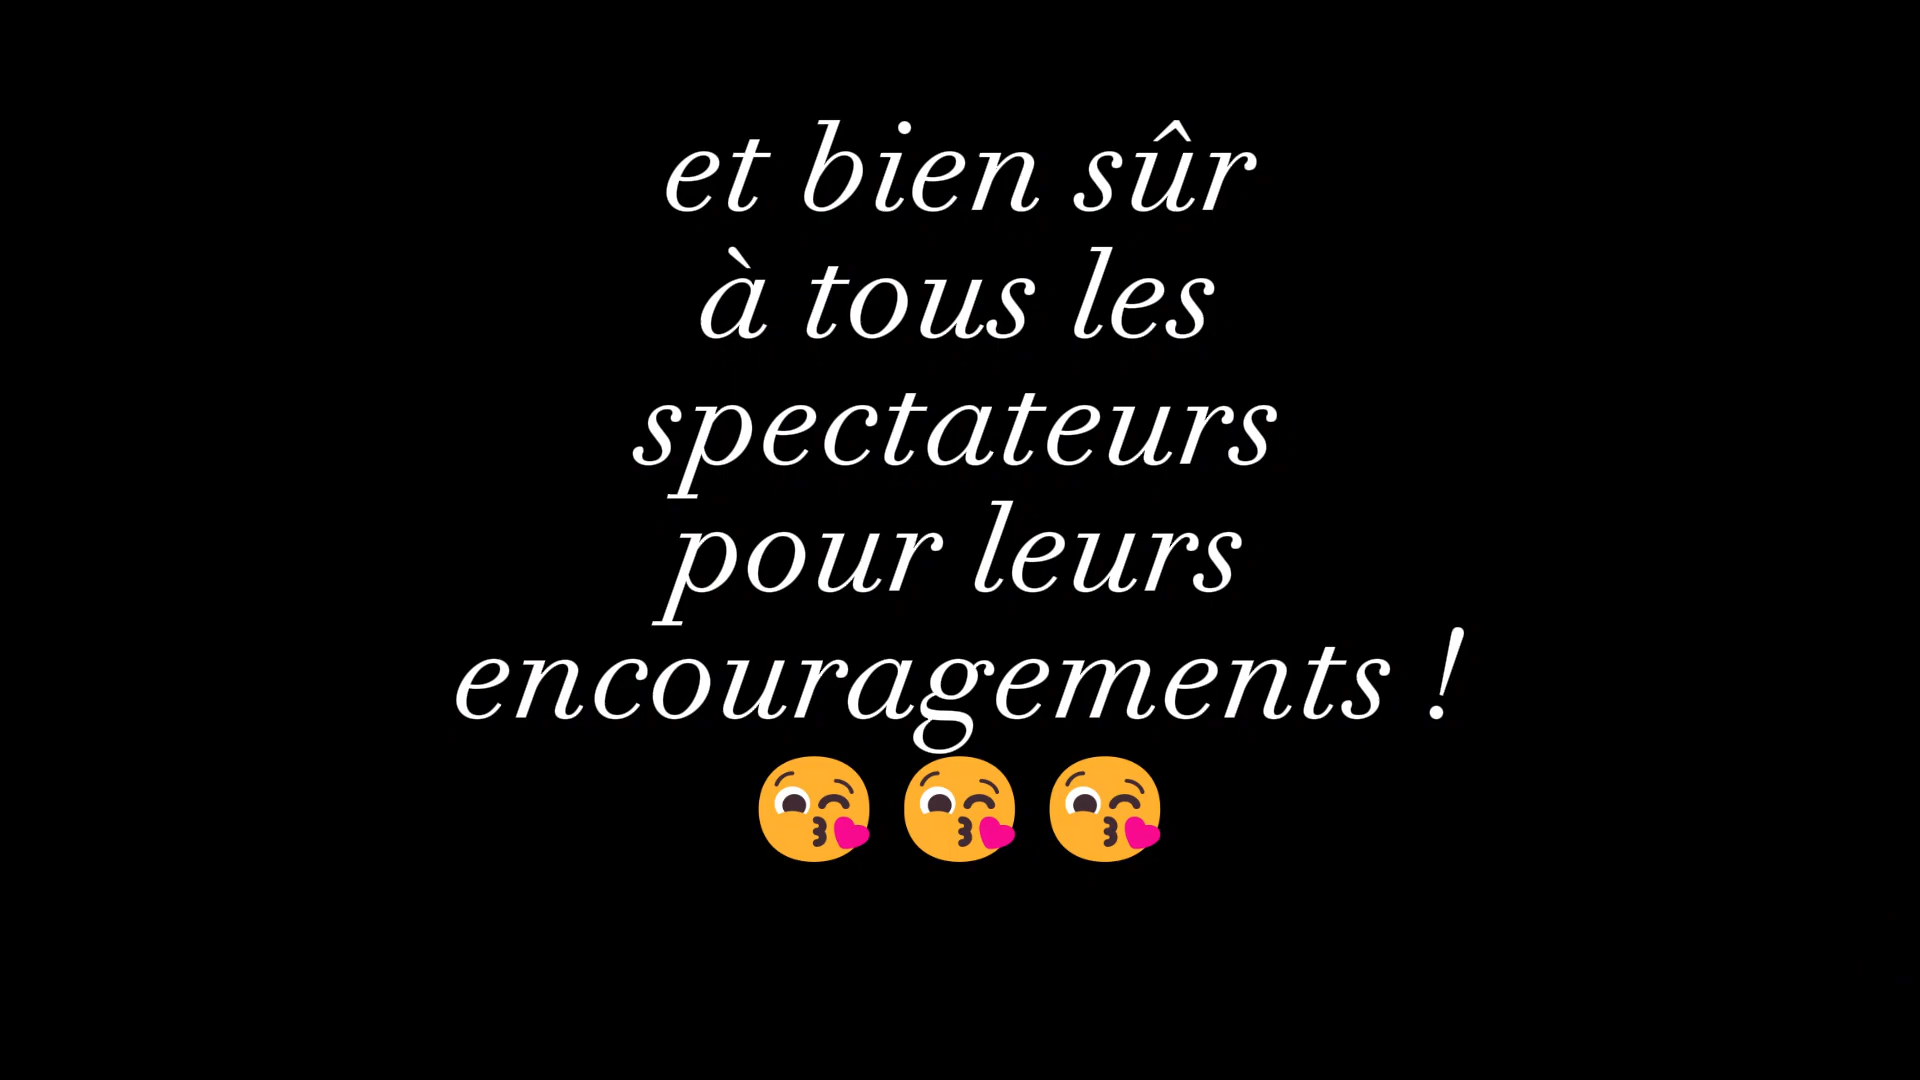 et bien sûr
à tous les
spectateurs
pour leurs
encouragements !
😘 😘 😘